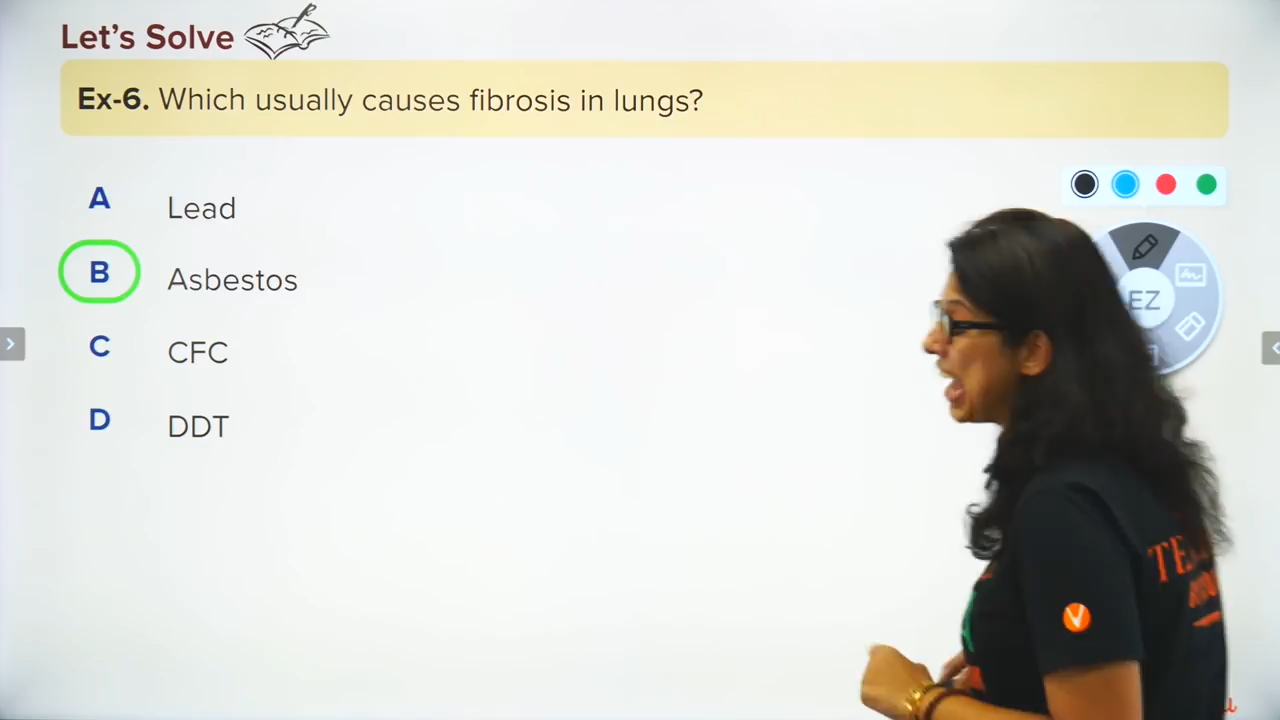 Let's Solve
Ex-6. Which usually causes fibrosis in lungs?
A Lead
B Asbestos
C CFC
D DDT
EZ
V